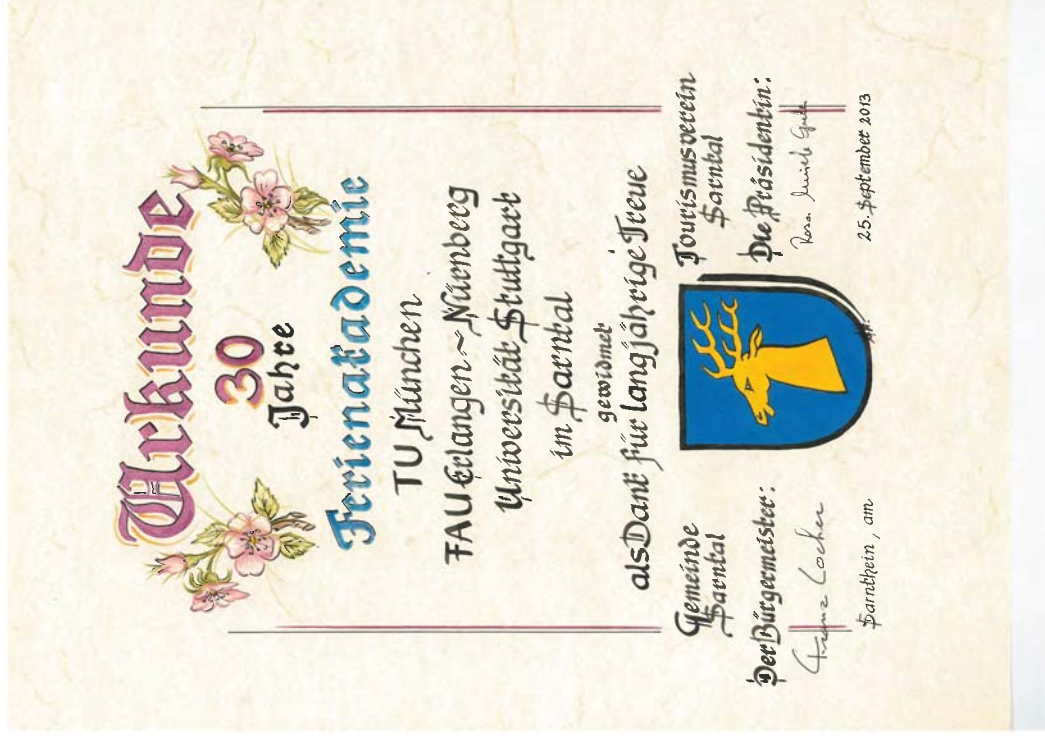 Urkunde
30
Jahre
Ferienakademie
TU München
FAU Erlangen~Nürnberg
Universität Stuttgart
im Sarntal
gewidmet
als Dank für langjährige Treue
Gemeinde
Sarntal
Der Bürgermeister:
Franz Locher
Tourismusverein
Sarntal
Die Präsidentin:
Rosa
Sarnthein, am
25. September 2013